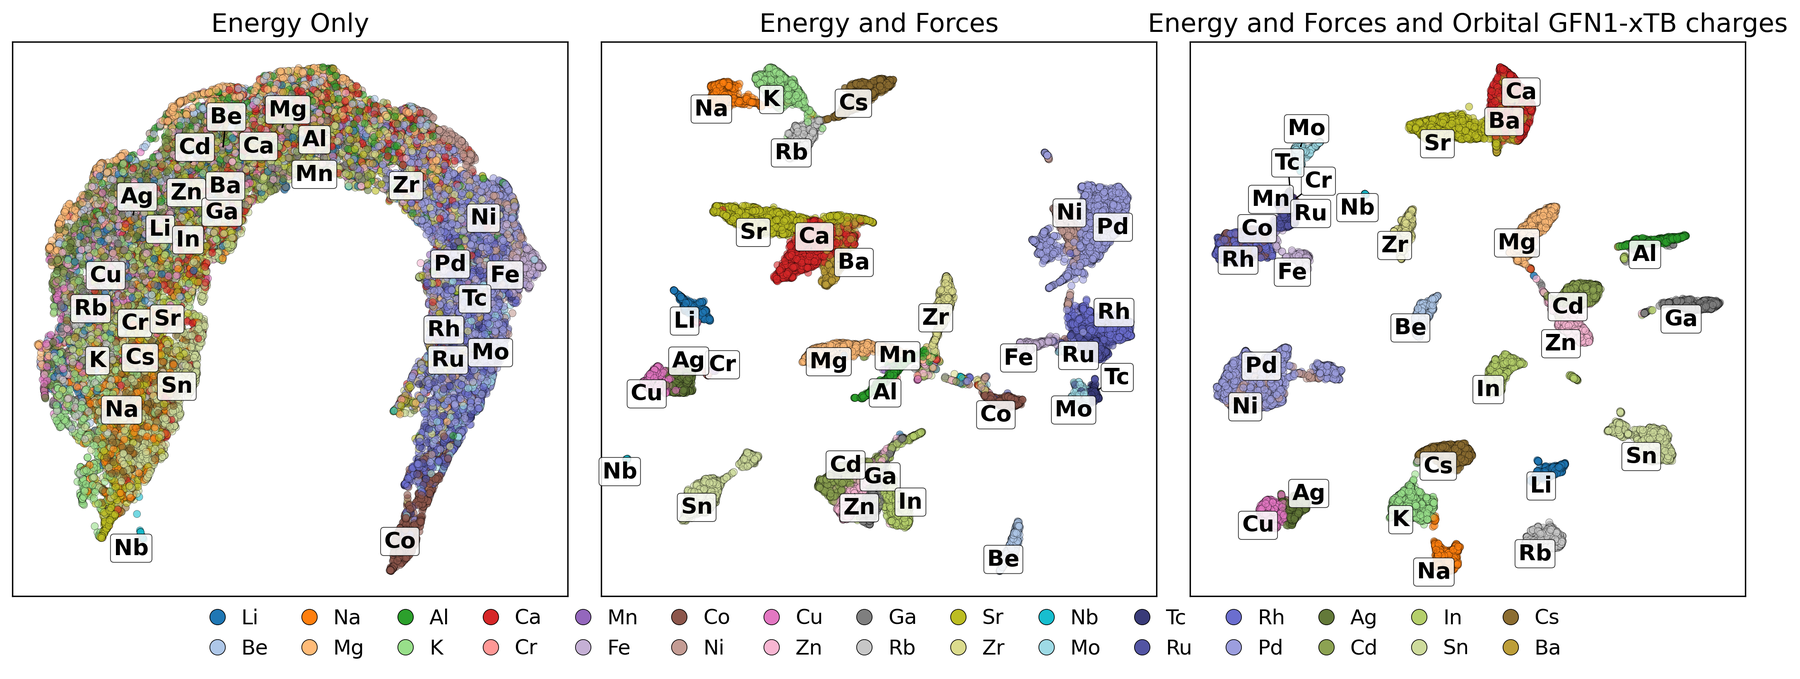 Energy Only
Be
Mg
Cd
Ca
Al
Mn
Ag
Zn
Ba
Zr
Ga
Li
In
Ni
Cu
Pd
Fe
Rb
Tc
Cr
Sr
Rh
K
Cs
Ru
Mo
Sn
Na
Nb
Co
Energy and Forces
Na
K
Cs
Rb
Ni
Pd
Sr
Ca
Ba
Li
Zr
Rh
Ag
Cr
Mg
Mn
Fe
Ru
Cu
Al
Tc
Co
Mo
Nb
Cd
Ga
Sn
Zn
In
Be
Energy and Forces and Orbital GFN1-xTB charges
Ca
Mo
Ba
Sr
Tc
Cr
Mn
Ru
Nb
Co
Zr
Mg
Al
Rh
Fe
Cd
Be
Ga
Zn
Pd
In
Ni
Cs
Sn
Ag
Li
Cu
K
Rb
Na
Li Na Al Ca Mn Co Cu Ga Sr Nb Tc Rh Ag In Cs
Be Mg K Cr Fe Ni Zn Rb Zr Mo Ru Pd Cd Sn Ba